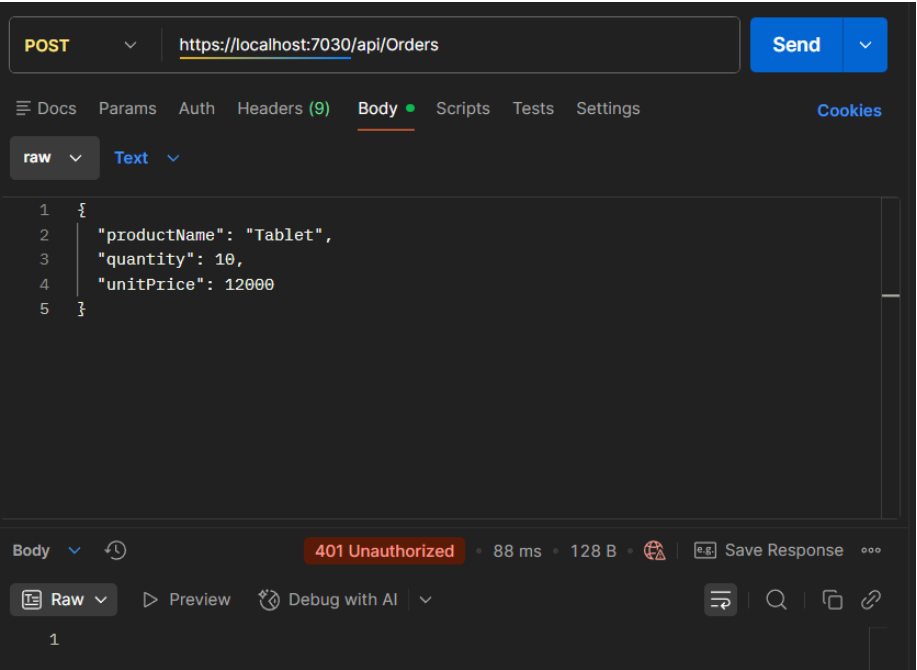 POST https://localhost:7030/api/Orders Send
Docs Params Auth Headers (9) Body Scripts Tests Settings Cookies
raw Text
1 {
2 "productName": "Tablet",
3 "quantity": 10,
4 "unitPrice": 12000
5 }
Body 401 Unauthorized 88 ms 128 B e.g. Save Response
Raw Preview Debug with AI
1